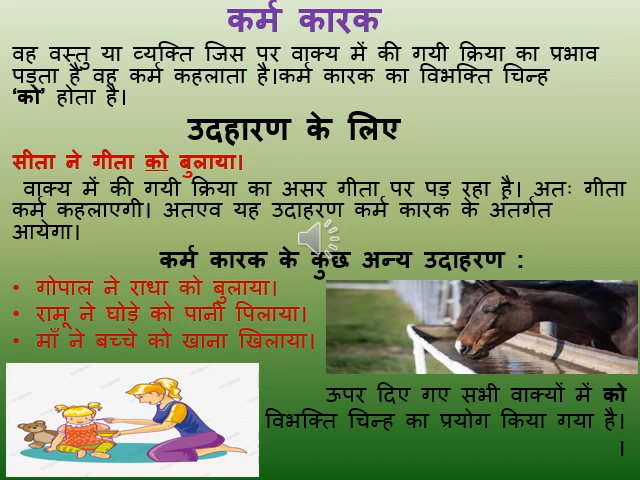 कर्म कारक
वह वस्तु या व्यक्ति जिस पर वाक्य में की गयी क्रिया का प्रभाव
पड़ता हैं वह कर्म कहलाता है।कर्म कारक का विभक्ति चिन्ह
‘को’ होता है।
उदहारण के लिए
सीता ने गीता को बुलाया।
वाक्य में की गयी क्रिया का असर गीता पर पड़ रहा है। अतः गीता
कर्म कहलाएगी। अतएव यह उदाहरण कर्म कारक के अंतर्गत
आयेगा।
कर्म कारक के कुछ अन्य उदाहरण :
• गोपाल ने राधा को बुलाया।
• रामू ने घोड़े को पानी पिलाया।
• माँ ने बच्चे को खाना खिलाया।
ऊपर दिए गए सभी वाक्यों में को
विभक्ति चिन्ह का प्रयोग किया गया है।
।